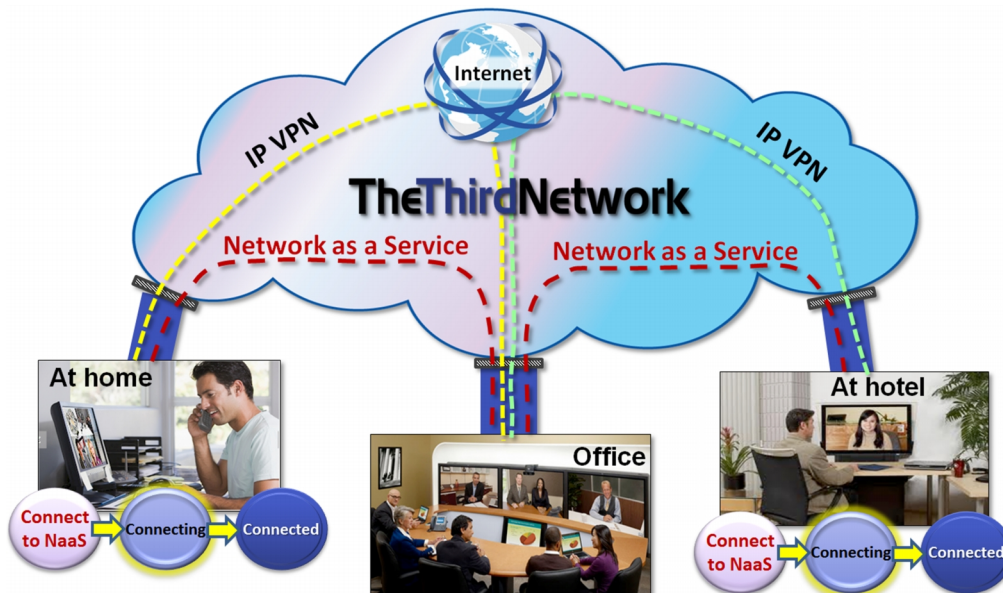 Internet
IP VPN
IP VPN
TheThirdNetwork
Network as a Service
Network as a Service
At home
At hotel
Office
Connect
to NaaS
Connecting
Connected
Connect
to NaaS
Connecting
Connected